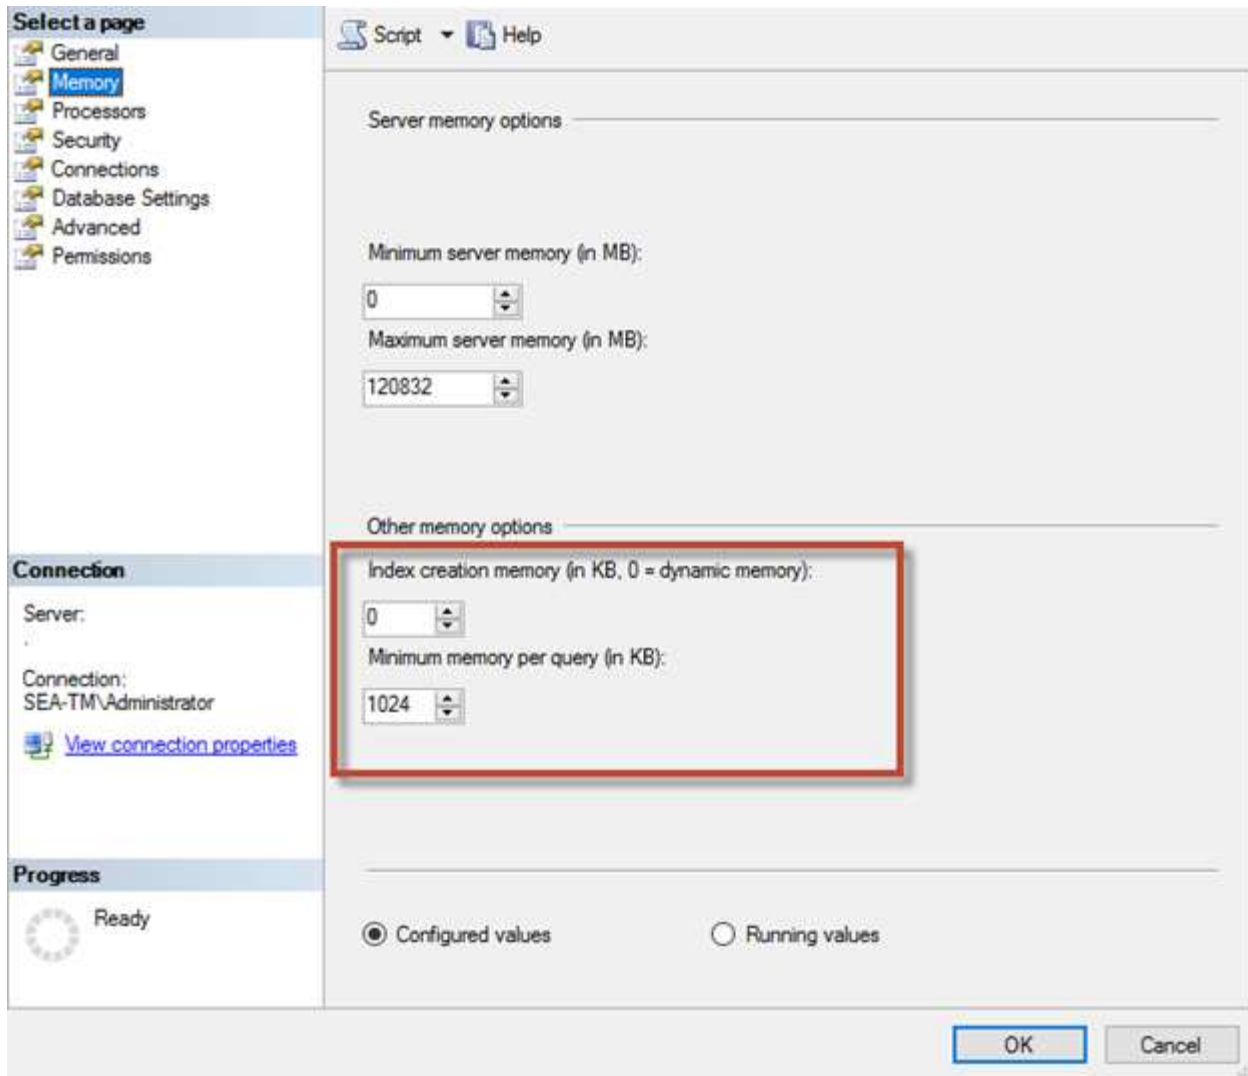 Select a page
General
Memory
Processors
Security
Connections
Database Settings
Advanced
Permissions
Connection
Server:
.
Connection:
SEA-TM\Administrator
View connection properties
Progress
Ready
Script
Help
Server memory options
Minimum server memory (in MB):
0
Maximum server memory (in MB):
120832
Other memory options
Index creation memory (in KB, 0 = dynamic memory):
0
Minimum memory per query (in KB):
1024
Configured values
Running values
OK
Cancel